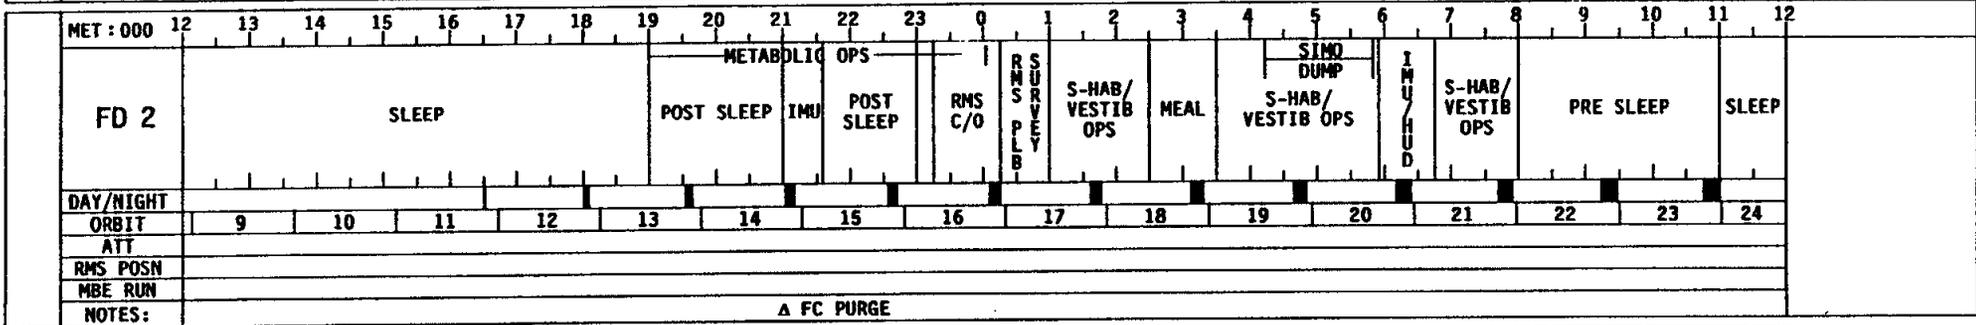 MET:000 12 13 14 15 16 17 18 19 20 21 22 23 0 1 2 3 4 5 6 7 8 9 10 11 12
FD 2
SLEEP
METABOLIC OPS
POST SLEEP
IMU
POST
SLEEP
RMS
C/O
RMS PLB
SURVEY
S-HAB/
VESTIB
OPS
MEAL
SIMO
DUMP
S-HAB/
VESTIB OPS
IMU/HUD
S-HAB/
VESTIB
OPS
PRE SLEEP
SLEEP
DAY/NIGHT
ORBIT 9 10 11 12 13 14 15 16 17 18 19 20 21 22 23 24
ATT
RMS POSN
MBE RUN
NOTES: Δ FC PURGE